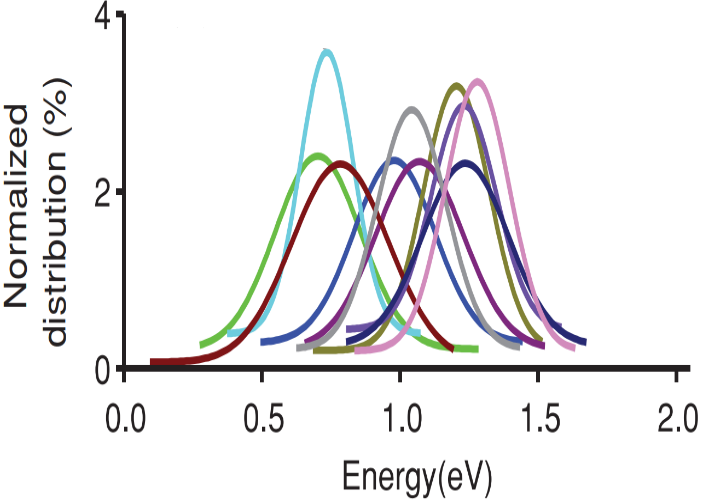 Normalized
distribution (%)
4
2
0
0.0 0.5 1.0 1.5 2.0
Energy(eV)